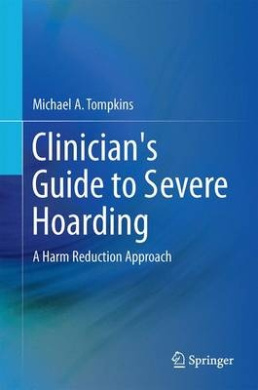 Michael A. Tompkins
Clinician's
Guide to Severe
Hoarding
A Harm Reduction Approach
Springer